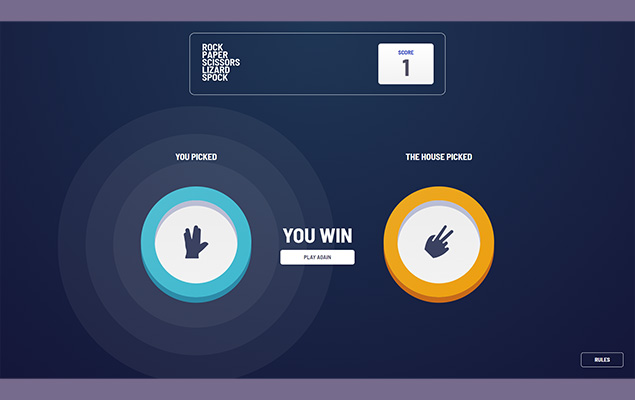 ROCK
PAPER
SCISSORS
LIZARD
SPOCK
SCORE
1
YOU PICKED
THE HOUSE PICKED
YOU WIN
PLAY AGAIN
RULES